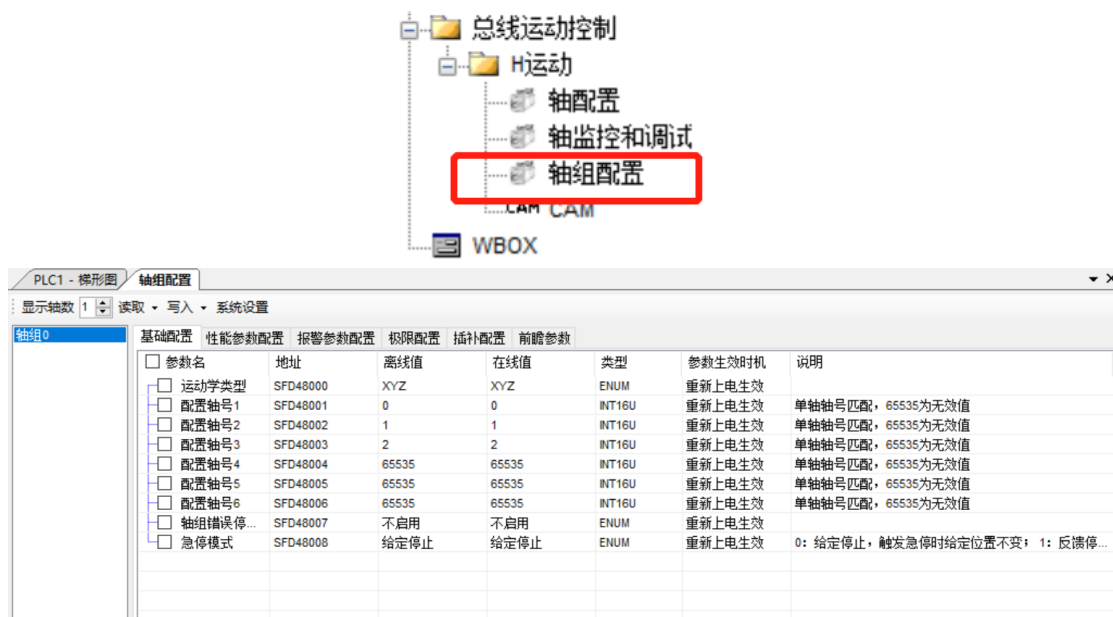 总线运动控制
H运动
轴配置
轴监控和调试
轴组配置
CAM CAM
WBOX
PLC1 - 梯形图 轴组配置
显示轴数 1 读取 写入 系统设置
轴组0 基础配置 性能参数配置 报警参数配置 极限配置 插补配置 前瞻参数
参数名 地址 离线值 在线值 类型 参数生效时机 说明
运动学类型 SFD48000 XYZ XYZ ENUM 重新上电生效
配置轴号1 SFD48001 0 0 INT16U 重新上电生效 单轴轴号匹配，65535为无效值
配置轴号2 SFD48002 1 1 INT16U 重新上电生效 单轴轴号匹配，65535为无效值
配置轴号3 SFD48003 2 2 INT16U 重新上电生效 单轴轴号匹配，65535为无效值
配置轴号4 SFD48004 65535 65535 INT16U 重新上电生效 单轴轴号匹配，65535为无效值
配置轴号5 SFD48005 65535 65535 INT16U 重新上电生效 单轴轴号匹配，65535为无效值
配置轴号6 SFD48006 65535 65535 INT16U 重新上电生效 单轴轴号匹配，65535为无效值
轴组错误停... SFD48007 不启用 不启用 ENUM 重新上电生效
急停模式 SFD48008 给定停止 给定停止 ENUM 重新上电生效 0：给定停止，触发急停时给定位置不变； 1：反馈停...